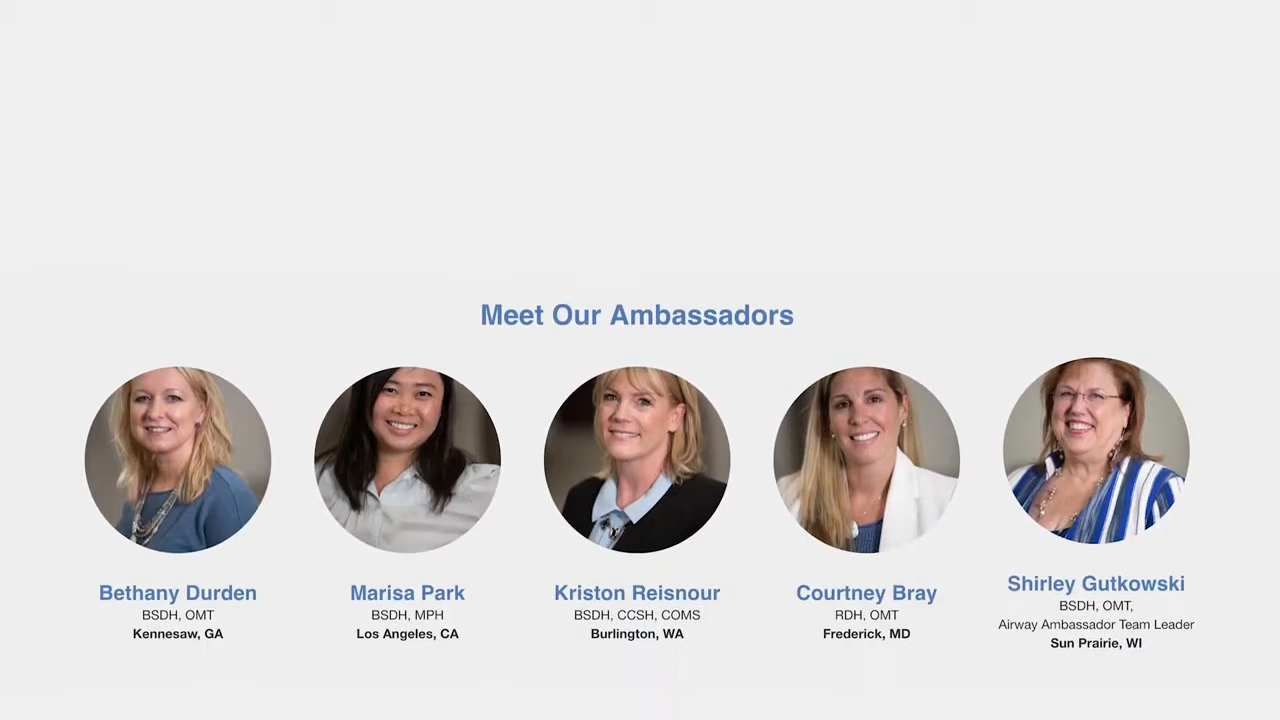 Meet Our Ambassadors
Bethany Durden
BSDH, OMT
Kennesaw, GA
Marisa Park
BSDH, MPH
Los Angeles, CA
Kriston Reisnour
BSDH, CCSH, COMS
Burlington, WA
Courtney Bray
RDH, OMT
Frederick, MD
Shirley Gutkowski
BSDH, OMT,
Airway Ambassador Team Leader
Sun Prairie, WI